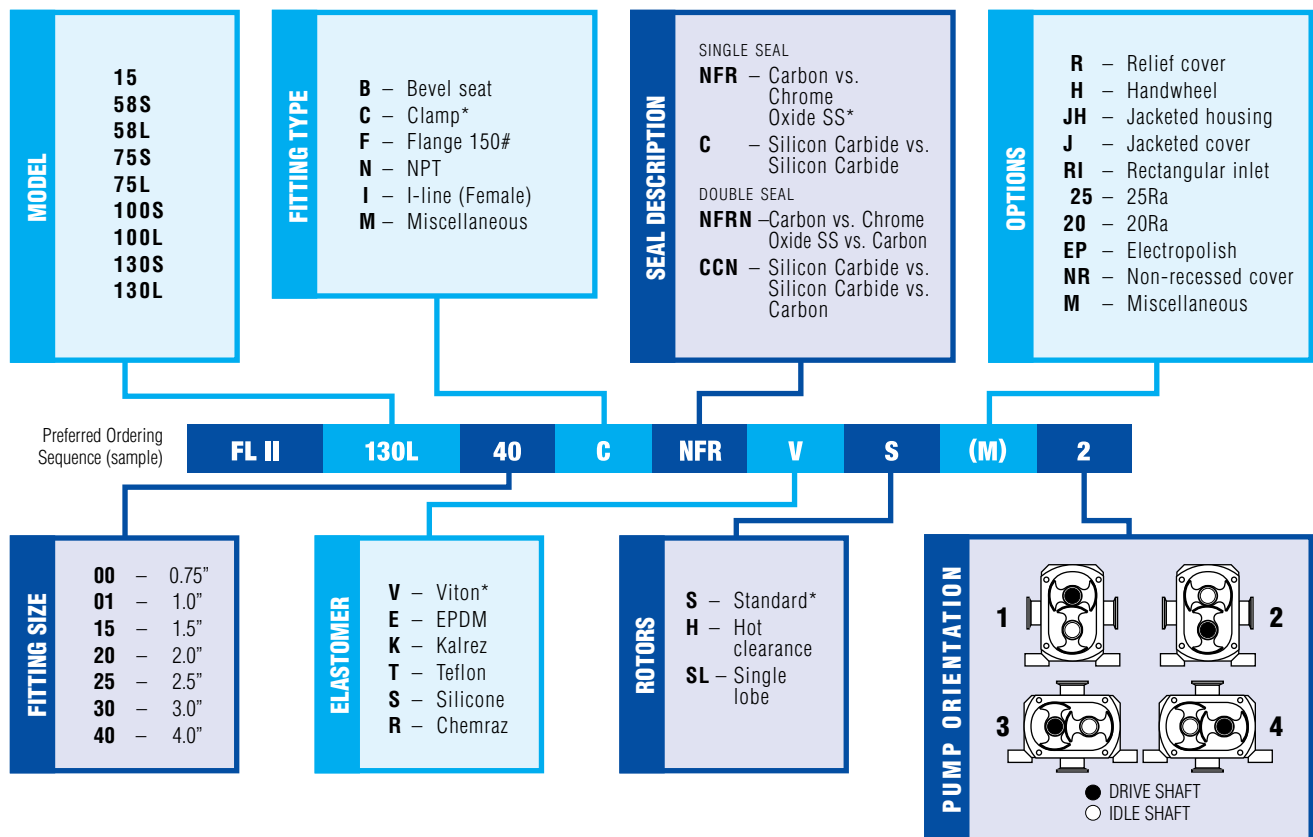 MODEL
15
58S
58L
75S
75L
100S
100L
130S
130L
FITTING TYPE
B – Bevel seat
C – Clamp*
F – Flange 150#
N – NPT
I – I-line (Female)
M – Miscellaneous
SEAL DESCRIPTION
SINGLE SEAL
NFR – Carbon vs.
Chrome
Oxide SS*
C – Silicon Carbide vs.
Silicon Carbide
DOUBLE SEAL
NFRN –Carbon vs. Chrome
Oxide SS vs. Carbon
CCN – Silicon Carbide vs.
Silicon Carbide vs.
Carbon
OPTIONS
R – Relief cover
H – Handwheel
JH – Jacketed housing
J – Jacketed cover
RI – Rectangular inlet
25 – 25Ra
20 – 20Ra
EP – Electropolish
NR – Non-recessed cover
M – Miscellaneous
Preferred Ordering
Sequence (sample)
FL II 130L 40 C NFR V S (M) 2
FITTING SIZE
00 – 0.75”
01 – 1.0”
15 – 1.5”
20 – 2.0”
25 – 2.5”
30 – 3.0”
40 – 4.0”
ELASTOMER
V – Viton*
E – EPDM
K – Kalrez
T – Teflon
S – Silicone
R – Chemraz
ROTORS
S – Standard*
H – Hot
clearance
SL – Single
lobe
PUMP ORIENTATION
1 2
3 4
DRIVE SHAFT
IDLE SHAFT